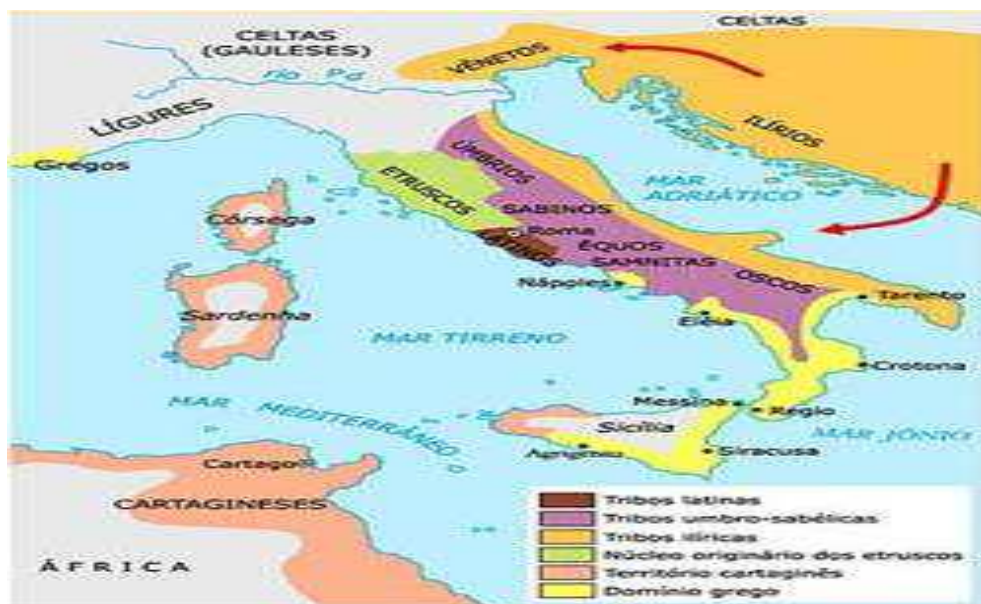 CELTAS
(GAULESES)
CELTAS
VÊNETOS
rio Pd
LÍGURES
ILÍRIOS
Gregos
ÚMBRIOS
ETRUSCOS
MAR
ADRIÁTICO
SABINOS
Córsega
Roma
LATINOS
ÉQUOS
SAMNITAS
OSCOS
Nápoles
Tarento
Sardenha
Eléia
MAR TIRRENO
Crotona
MAR MEDITERRÂNEO
Messina
Régio
Sicília
MAR JÔNIO
Siracusa
Cartago
CARTAGINESES
ÁFRICA
Tribos latinas
Tribos umbro-sabélicas
Tribos ilíricas
Núcleo originário dos etruscos
Território cartaginês
Domínio grego